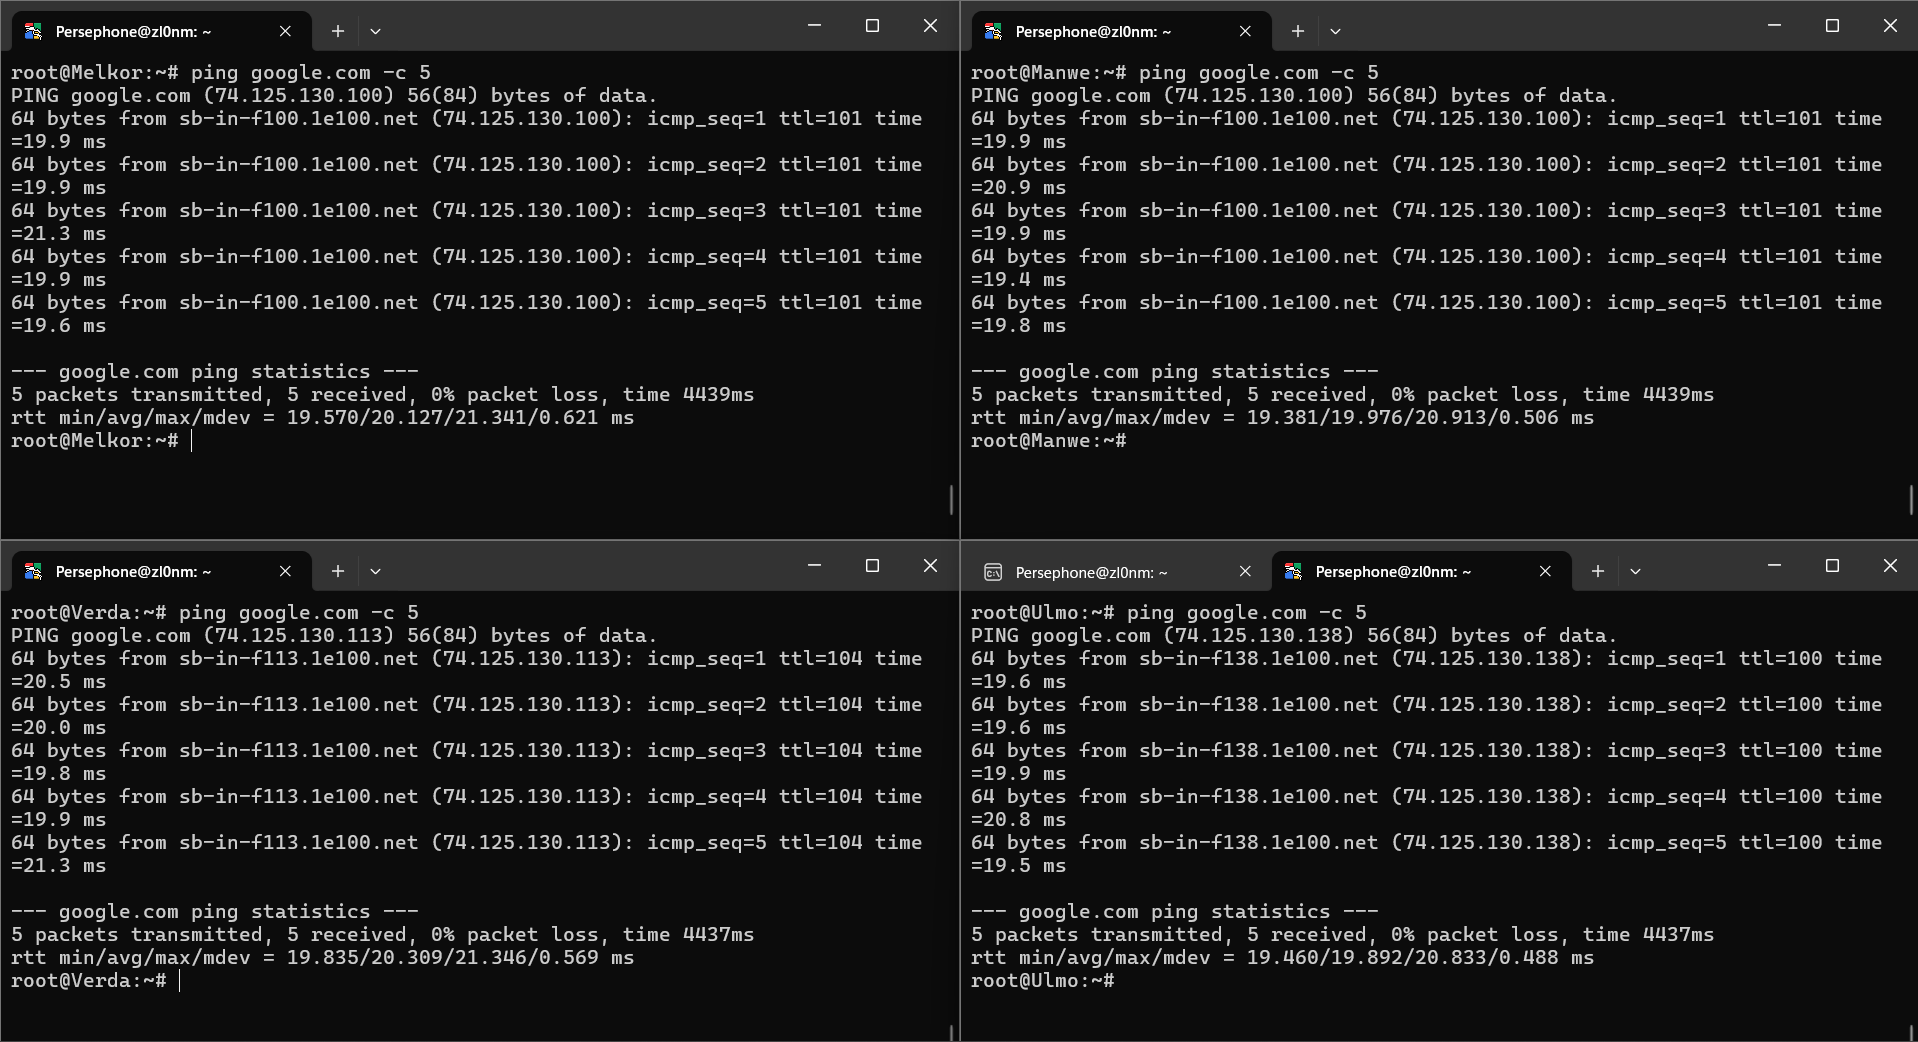 Persephone@zl0nm: ~
root@Melkor:~# ping google.com -c 5
PING google.com (74.125.130.100) 56(84) bytes of data.
64 bytes from sb-in-f100.1e100.net (74.125.130.100): icmp_seq=1 ttl=101 time
=19.9 ms
64 bytes from sb-in-f100.1e100.net (74.125.130.100): icmp_seq=2 ttl=101 time
=19.9 ms
64 bytes from sb-in-f100.1e100.net (74.125.130.100): icmp_seq=3 ttl=101 time
=21.3 ms
64 bytes from sb-in-f100.1e100.net (74.125.130.100): icmp_seq=4 ttl=101 time
=19.9 ms
64 bytes from sb-in-f100.1e100.net (74.125.130.100): icmp_seq=5 ttl=101 time
=19.6 ms
--- google.com ping statistics ---
5 packets transmitted, 5 received, 0% packet loss, time 4439ms
rtt min/avg/max/mdev = 19.570/20.127/21.341/0.621 ms
root@Melkor:~#
Persephone@zl0nm: ~
root@Manwe:~# ping google.com -c 5
PING google.com (74.125.130.100) 56(84) bytes of data.
64 bytes from sb-in-f100.1e100.net (74.125.130.100): icmp_seq=1 ttl=101 time
=19.9 ms
64 bytes from sb-in-f100.1e100.net (74.125.130.100): icmp_seq=2 ttl=101 time
=20.9 ms
64 bytes from sb-in-f100.1e100.net (74.125.130.100): icmp_seq=3 ttl=101 time
=19.9 ms
64 bytes from sb-in-f100.1e100.net (74.125.130.100): icmp_seq=4 ttl=101 time
=19.4 ms
64 bytes from sb-in-f100.1e100.net (74.125.130.100): icmp_seq=5 ttl=101 time
=19.8 ms
--- google.com ping statistics ---
5 packets transmitted, 5 received, 0% packet loss, time 4439ms
rtt min/avg/max/mdev = 19.381/19.976/20.913/0.506 ms
root@Manwe:~#
Persephone@zl0nm: ~
root@Verda:~# ping google.com -c 5
PING google.com (74.125.130.113) 56(84) bytes of data.
64 bytes from sb-in-f113.1e100.net (74.125.130.113): icmp_seq=1 ttl=104 time
=20.5 ms
64 bytes from sb-in-f113.1e100.net (74.125.130.113): icmp_seq=2 ttl=104 time
=20.0 ms
64 bytes from sb-in-f113.1e100.net (74.125.130.113): icmp_seq=3 ttl=104 time
=19.8 ms
64 bytes from sb-in-f113.1e100.net (74.125.130.113): icmp_seq=4 ttl=104 time
=19.9 ms
64 bytes from sb-in-f113.1e100.net (74.125.130.113): icmp_seq=5 ttl=104 time
=21.3 ms
--- google.com ping statistics ---
5 packets transmitted, 5 received, 0% packet loss, time 4437ms
rtt min/avg/max/mdev = 19.835/20.309/21.346/0.569 ms
root@Verda:~#
Persephone@zl0nm: ~
Persephone@zl0nm: ~
root@Ulmo:~# ping google.com -c 5
PING google.com (74.125.130.138) 56(84) bytes of data.
64 bytes from sb-in-f138.1e100.net (74.125.130.138): icmp_seq=1 ttl=100 time
=19.6 ms
64 bytes from sb-in-f138.1e100.net (74.125.130.138): icmp_seq=2 ttl=100 time
=19.6 ms
64 bytes from sb-in-f138.1e100.net (74.125.130.138): icmp_seq=3 ttl=100 time
=19.9 ms
64 bytes from sb-in-f138.1e100.net (74.125.130.138): icmp_seq=4 ttl=100 time
=20.8 ms
64 bytes from sb-in-f138.1e100.net (74.125.130.138): icmp_seq=5 ttl=100 time
=19.5 ms
--- google.com ping statistics ---
5 packets transmitted, 5 received, 0% packet loss, time 4437ms
rtt min/avg/max/mdev = 19.460/19.892/20.833/0.488 ms
root@Ulmo:~#